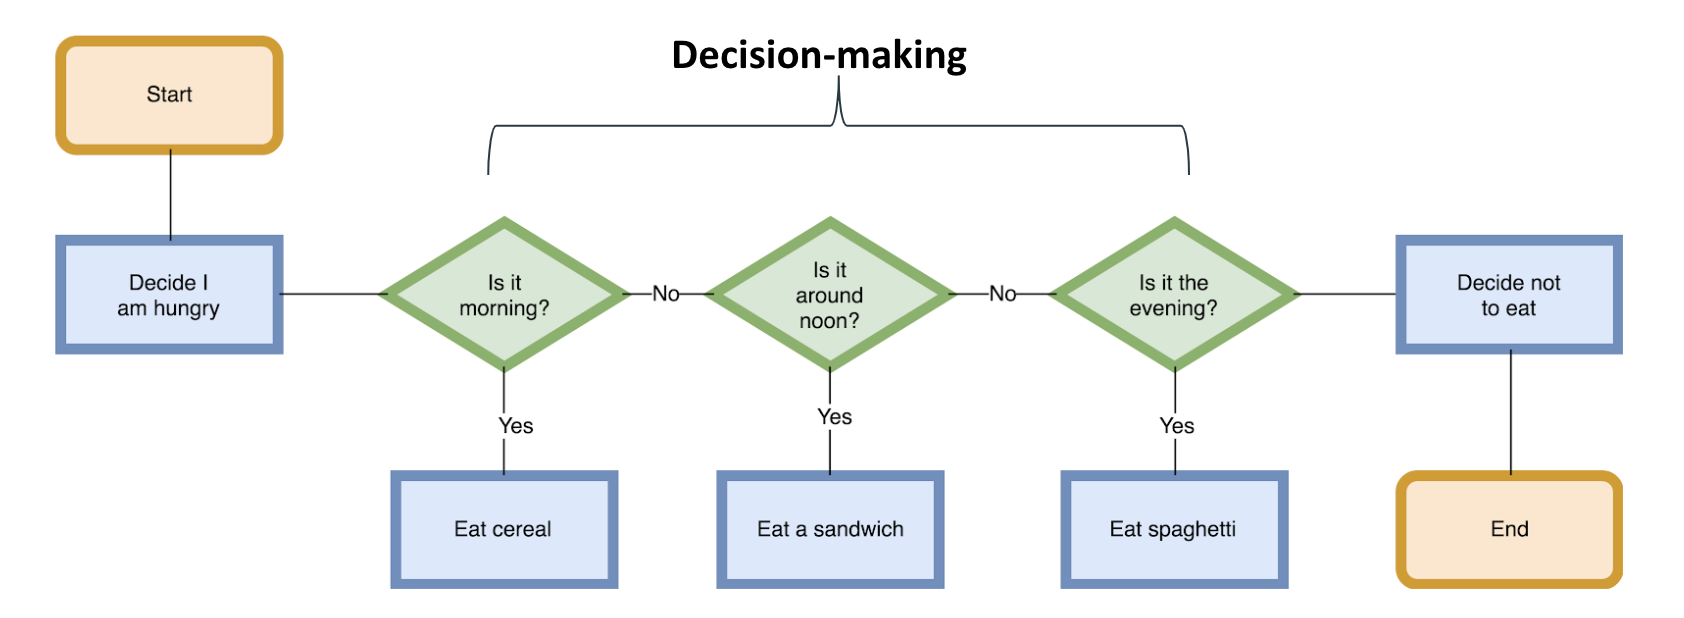 Decision-making
Start
Decide I
am hungry
Is it
morning?
No
Is it
around
noon?
No
Is it the
evening?
Decide not
to eat
Yes
Yes
Yes
Eat cereal
Eat a sandwich
Eat spaghetti
End